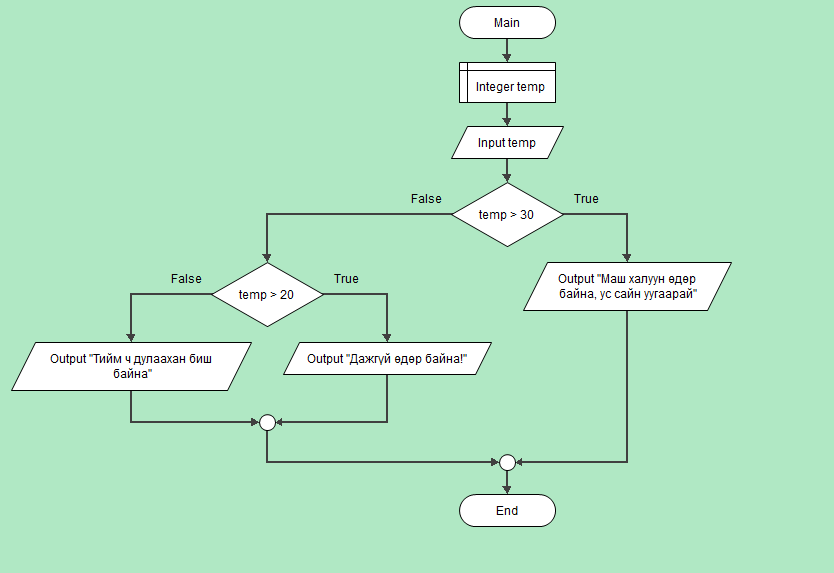 Main
Integer temp
Input temp
False
True
temp > 30
False
True
temp > 20
Output "Маш халуун өдөр
байна, ус сайн уугаарай"
Output "Тийм ч дулаахан биш
байна"
Output "Дажгүй өдөр байна!"
End